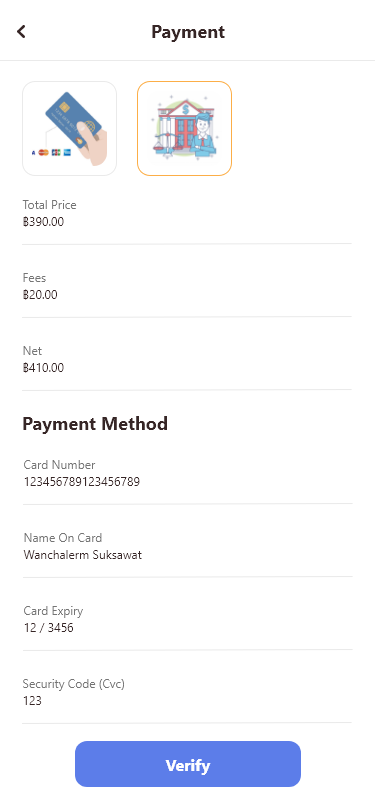 Payment
Total Price
฿390.00
Fees
฿20.00
Net
฿410.00
Payment Method
Card Number
123456789123456789
Name On Card
Wanchalerm Suksawat
Card Expiry
12 / 3456
Security Code (Cvc)
123
Verify